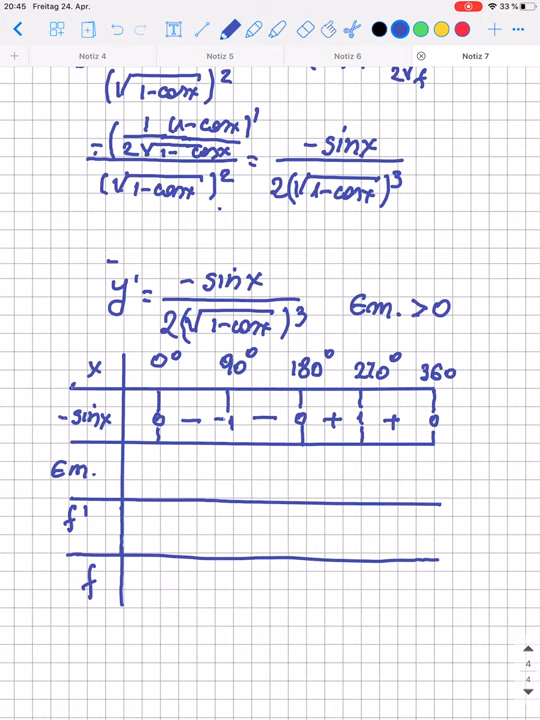 20:45 Freitag 24. Apr. 33 %
Notiz 4 Notiz 5 Notiz 6 Notiz 7
(√1-cosx)² 2√f
= -(1/(2√1-cosx) (1-cosx)')/(√1-cosx)² = -sinx/(2(√1-cosx)³)
y' = -sinx/(2(√1-cosx)³) Em. >0
x 0° 90° 180° 270° 360
-sinx 0 - -1 - 0 + 1 + 0
Em.
f'
f
4
4